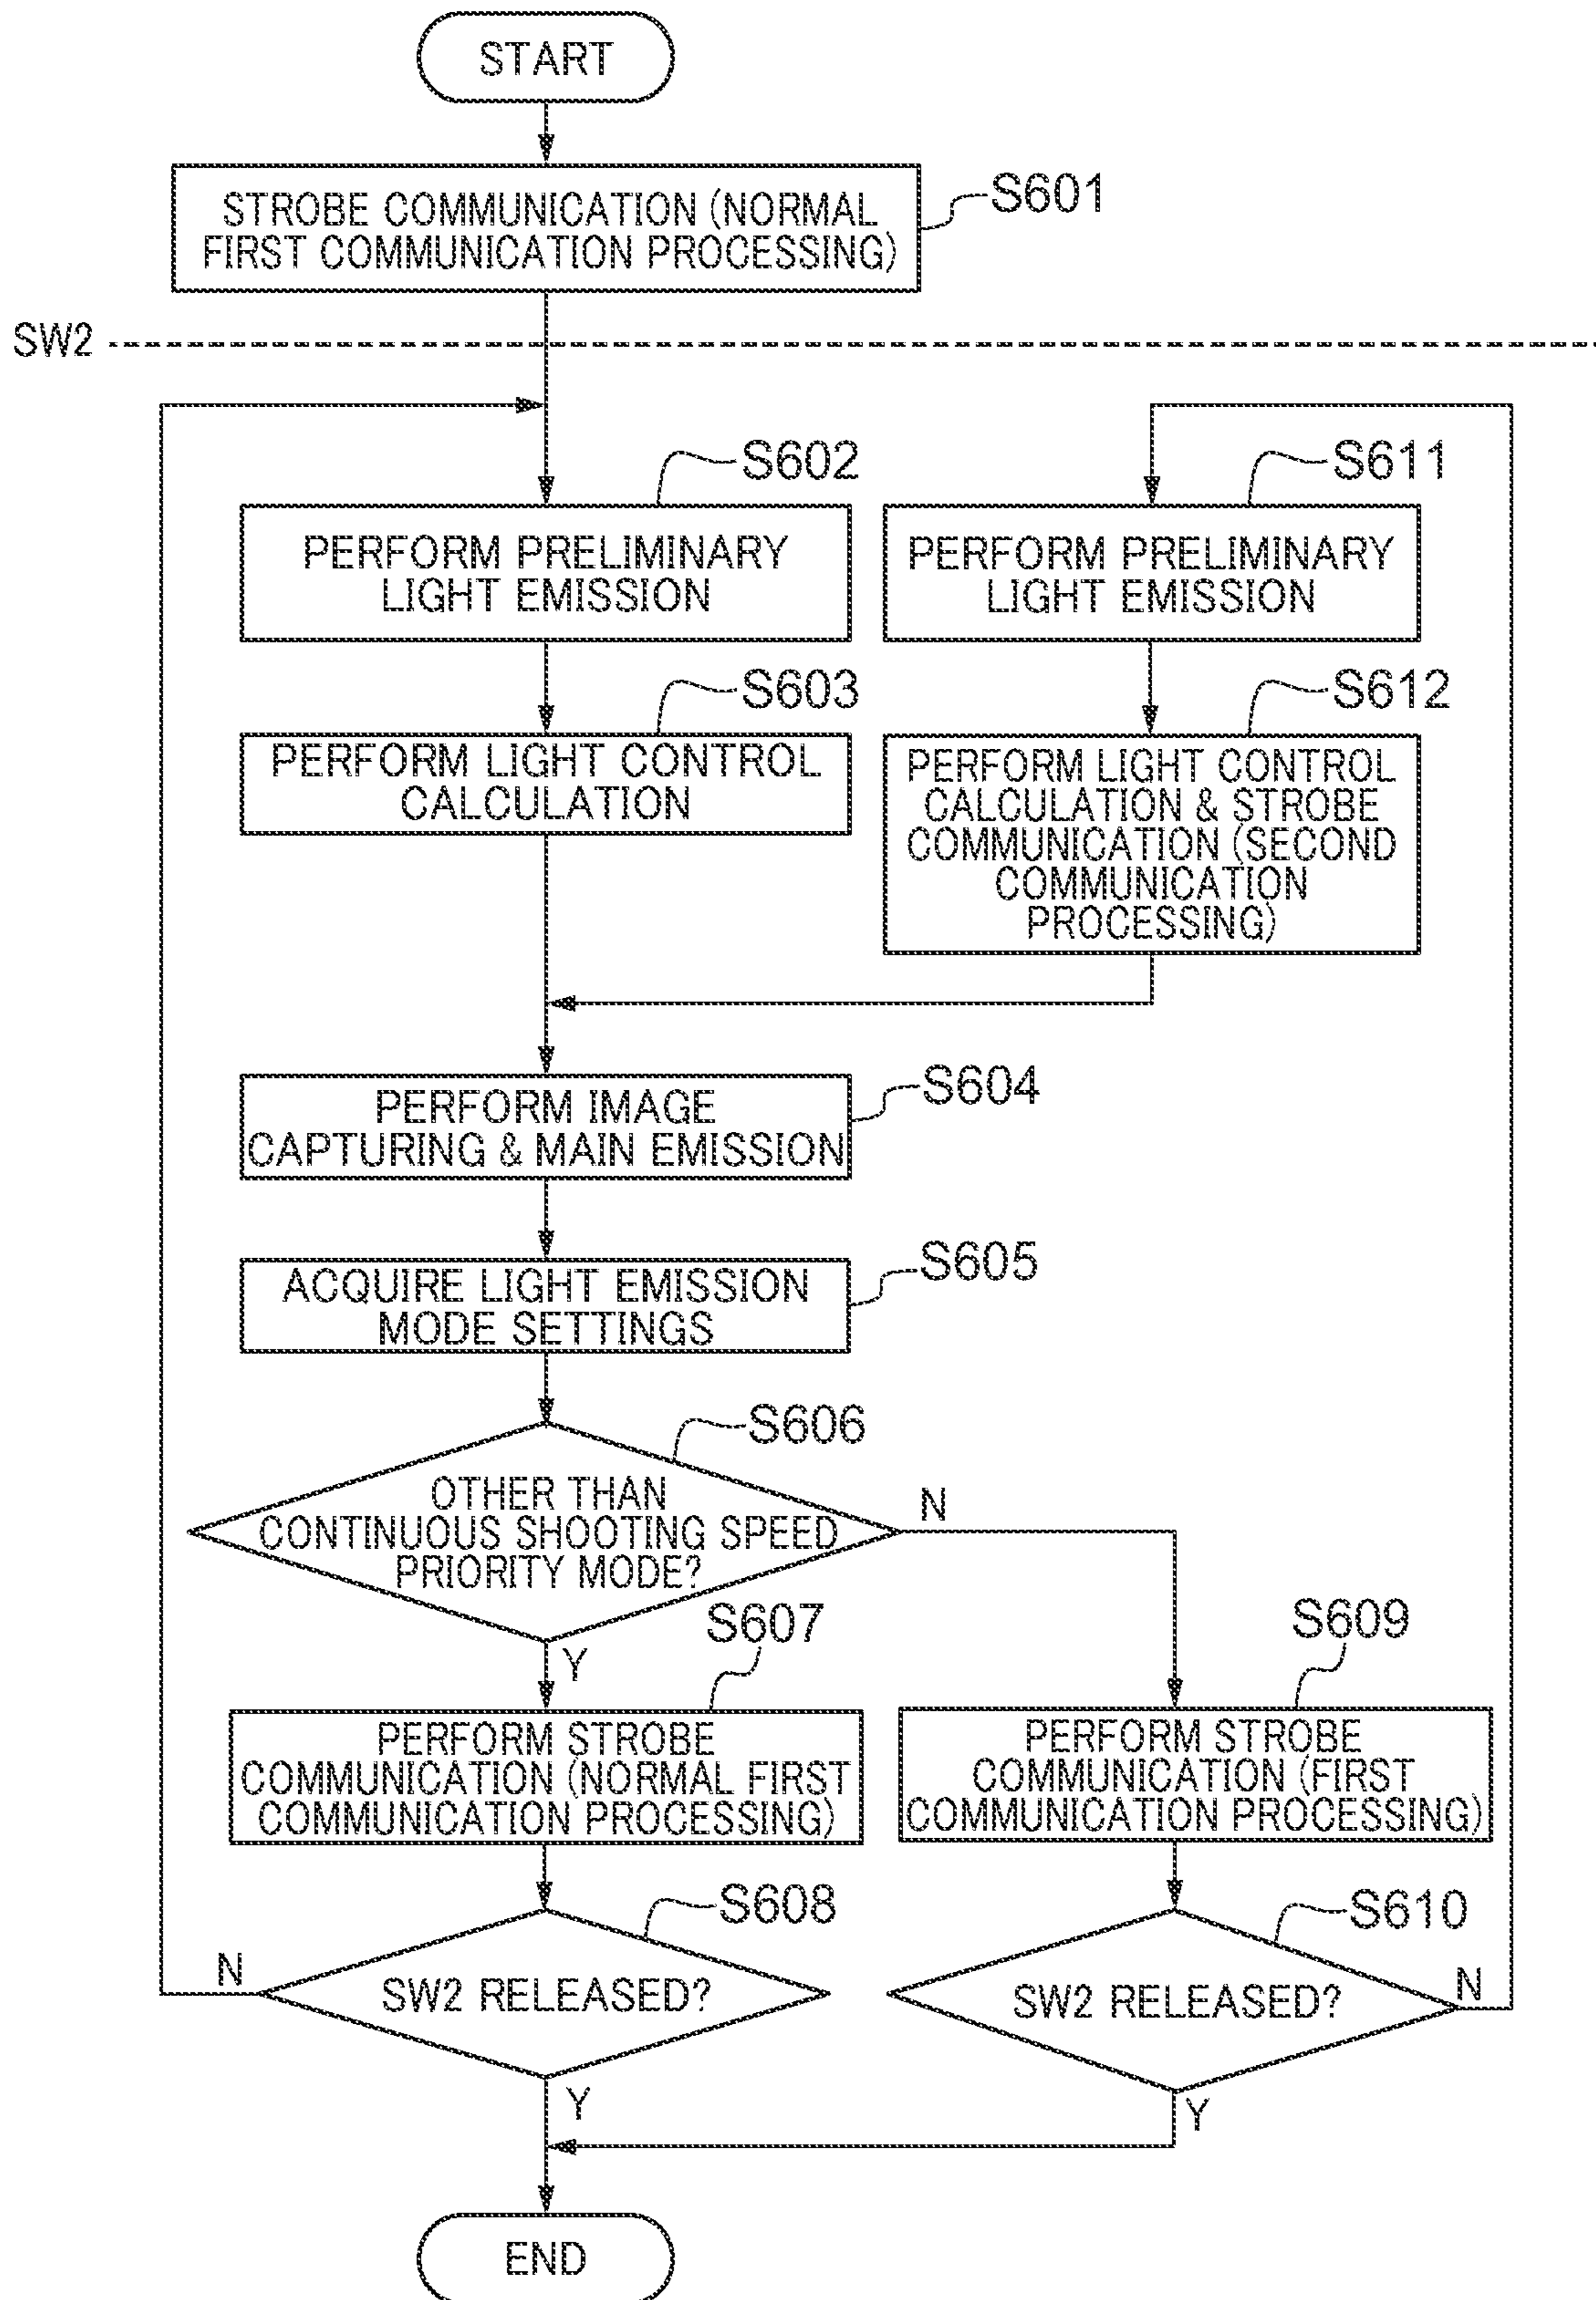 START
STROBE COMMUNICATION (NORMAL
FIRST COMMUNICATION PROCESSING)
S601
SW2
S602
PERFORM PRELIMINARY
LIGHT EMISSION
S611
PERFORM PRELIMINARY
LIGHT EMISSION
S603
PERFORM LIGHT CONTROL
CALCULATION
S612
PERFORM LIGHT CONTROL
CALCULATION & STROBE
COMMUNICATION (SECOND
COMMUNICATION
PROCESSING)
S604
PERFORM IMAGE
CAPTURING & MAIN EMISSION
S605
ACQUIRE LIGHT EMISSION
MODE SETTINGS
S606
OTHER THAN
CONTINUOUS SHOOTING SPEED
PRIORITY MODE?
N
Y
S607
PERFORM STROBE
COMMUNICATION (NORMAL FIRST
COMMUNICATION PROCESSING)
S609
PERFORM STROBE
COMMUNICATION (FIRST
COMMUNICATION PROCESSING)
S608
SW2 RELEASED?
N
Y
S610
SW2 RELEASED?
N
Y
END